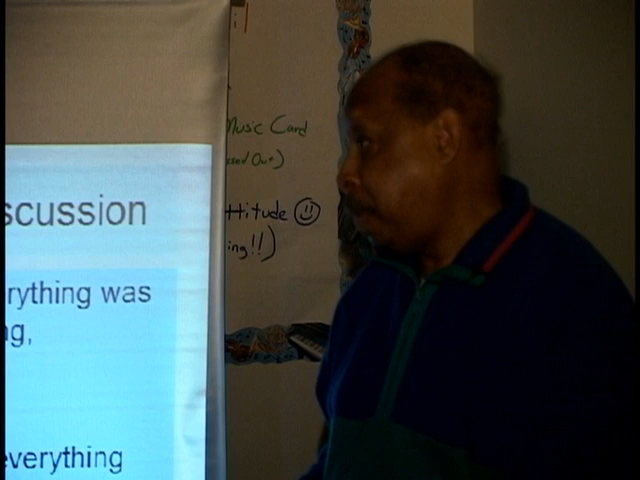 scussion
rything was
ng,
everything
Music Card
ssed Out)
ttitude ☺
ing!!)